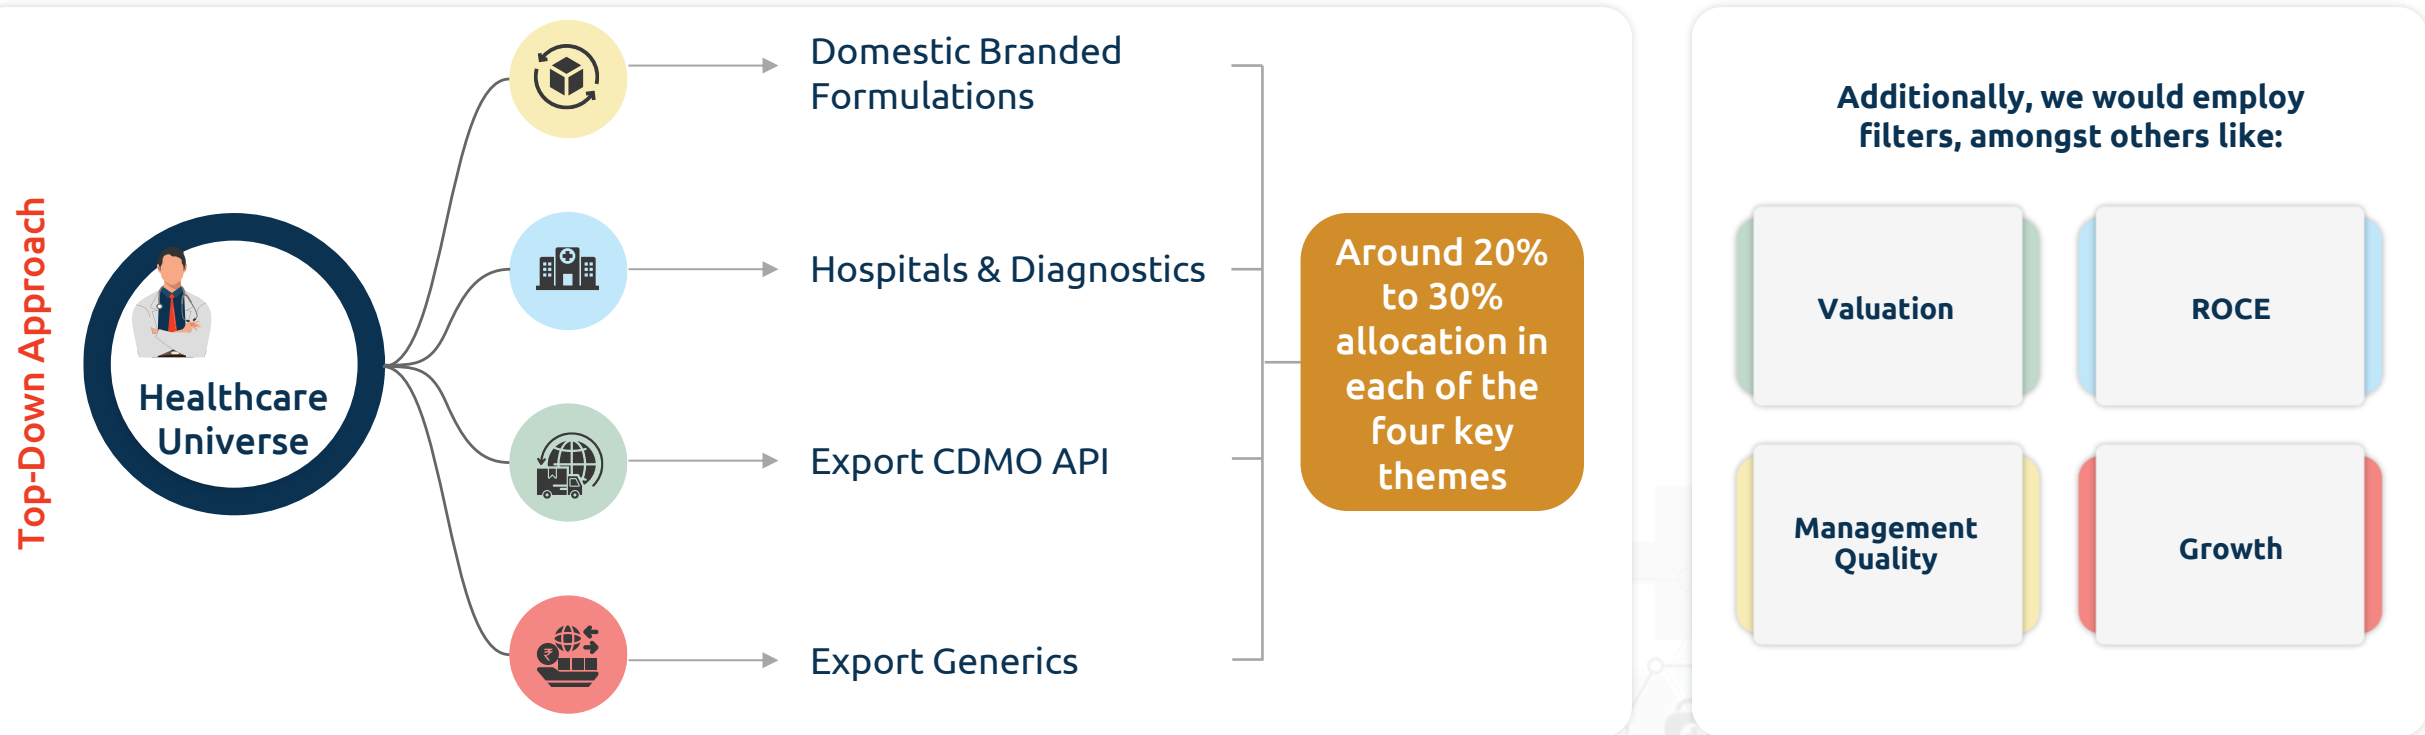 Top-Down Approach
Healthcare
Universe
Domestic Branded
Formulations
Hospitals & Diagnostics
Export CDMO API
Export Generics
₹
Around 20%
to 30%
allocation in
each of the
four key
themes
Additionally, we would employ
filters, amongst others like:
Valuation
ROCE
Management
Quality
Growth